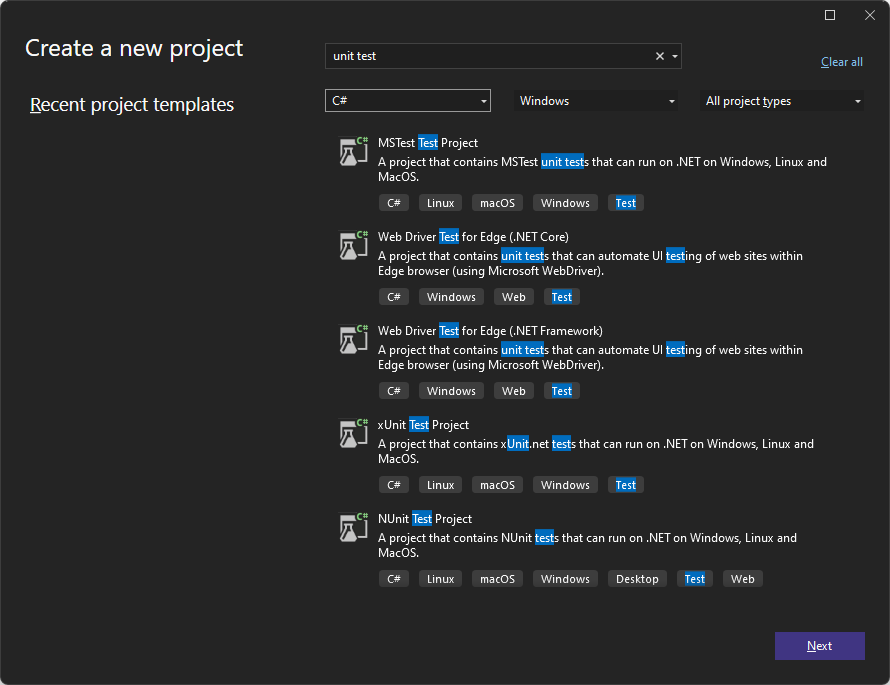 Create a new project
unit test
Clear all
Recent project templates
C#
Windows
All project types
C#
MSTest Test Project
A project that contains MSTest unit tests that can run on .NET on Windows, Linux and
MacOS.
C# Linux macOS Windows Test
C#
Web Driver Test for Edge (.NET Core)
A project that contains unit tests that can automate UI testing of web sites within
Edge browser (using Microsoft WebDriver).
C# Windows Web Test
C#
Web Driver Test for Edge (.NET Framework)
A project that contains unit tests that can automate UI testing of web sites within
Edge browser (using Microsoft WebDriver).
C# Windows Web Test
C#
xUnit Test Project
A project that contains xUnit.net tests that can run on .NET on Windows, Linux and
MacOS.
C# Linux macOS Windows Test
C#
NUnit Test Project
A project that contains NUnit tests that can run on .NET on Windows, Linux and
MacOS.
C# Linux macOS Windows Desktop Test Web
Next